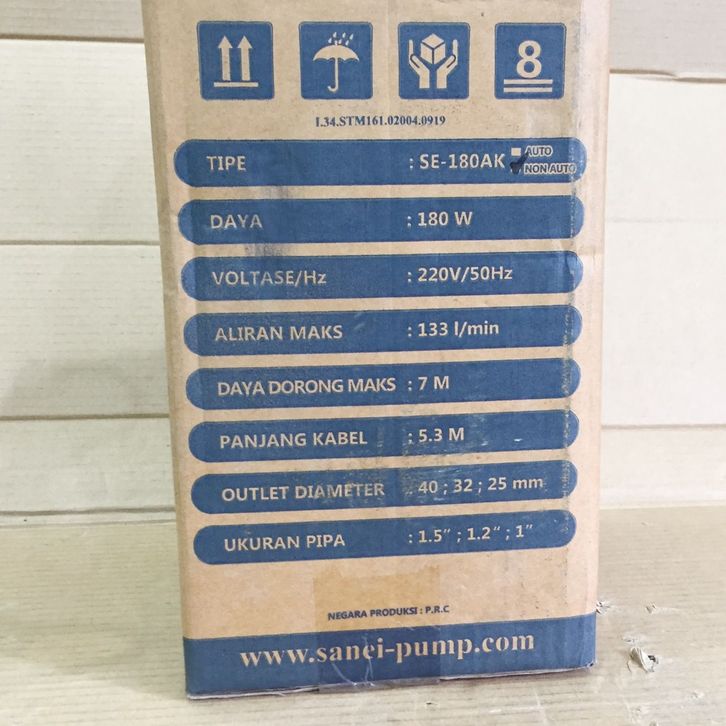 8
1.34.STM161.02004.0919
TIPE : SE-180AK AUTO
NON AUTO
DAYA : 180 W
VOLTASE/Hz : 220V/50Hz
ALIRAN MAKS : 133 l/min
DAYA DORONG MAKS : 7 M
PANJANG KABEL : 5.3 M
OUTLET DIAMETER : 40 ; 32 ; 25 mm
UKURAN PIPA : 1.5" ; 1.2" ; 1"
NEGARA PRODUKSI : P.R.C
www.sanei-pump.com